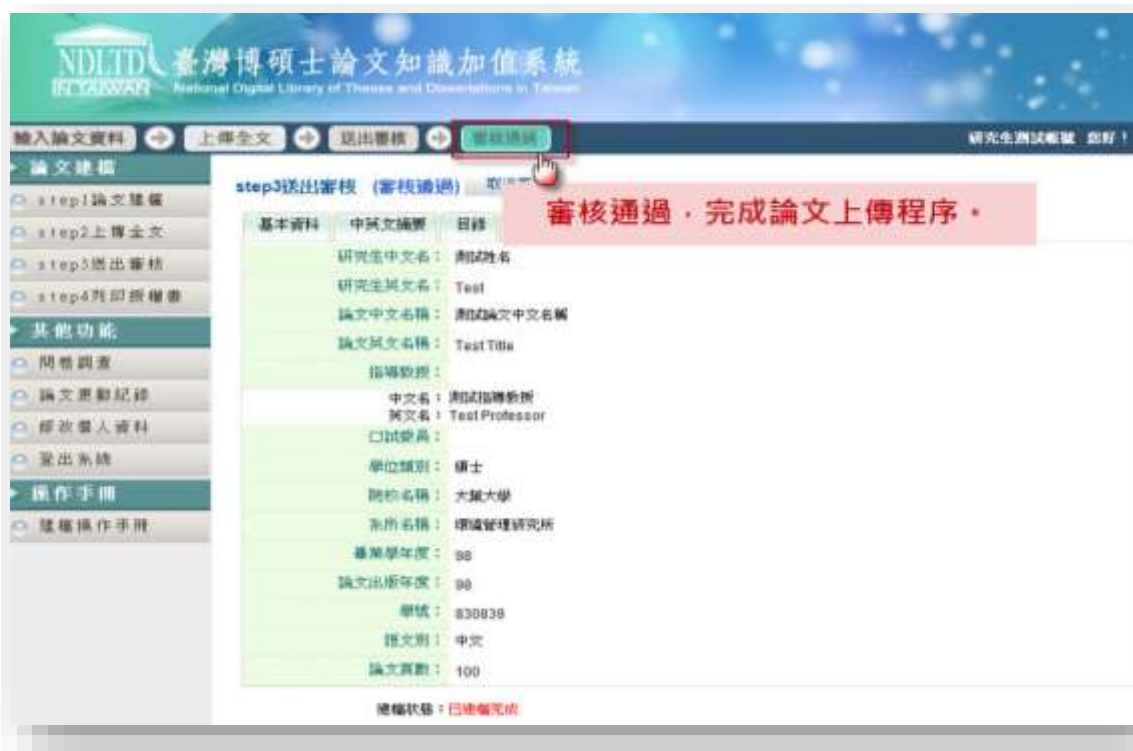 NDLTD 臺灣博碩士論文知識加值系統
IN TAIWAN National Digital Library of Theses and Dissertations in Taiwan
輸入論文資料 上傳全文 送出審核 審核通過 研究生測試帳號 您好!
論文建檔
step1論文建檔
step2上傳全文
step3送出審核
step4列印授權書
其他功能
問卷調查
論文更動紀錄
修改個人資料
登出系統
操作手冊
建檔操作手冊
step3送出審核 (審核通過)
審核通過,完成論文上傳程序。
基本資料 中英文摘要 目錄
研究生中文名: 測試姓名
研究生英文名: Test
論文中文名稱: 測試論文中文名稱
論文英文名稱: Test Title
指導教授:
中文名: 測試指導教授
英文名: Test Professor
口試委員:
學位類別: 碩士
院校名稱: 大葉大學
系所名稱: 環境管理研究所
畢業學年度: 98
論文出版年度: 98
學號: 830838
語文別: 中文
論文頁數: 100
建檔狀態:已建檔完成